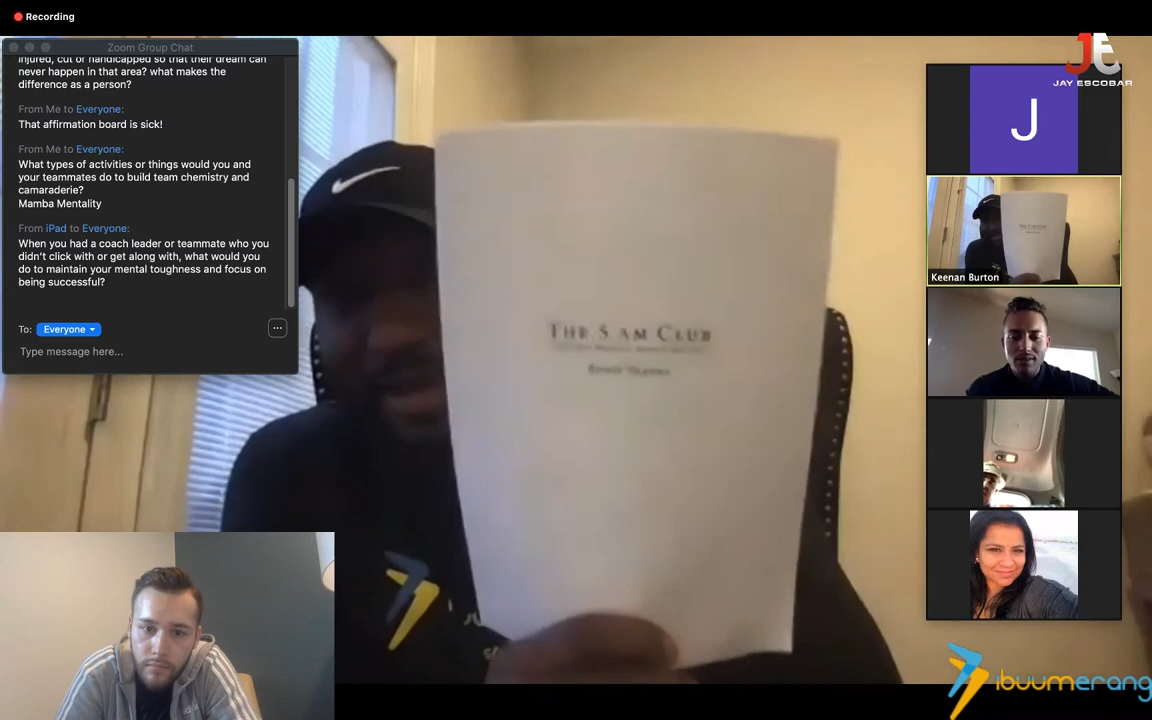 Recording
Zoom Group Chat
injured, cut or handicapped so that their dream can
never happen in that area? what makes the
difference as a person?
From Me to Everyone:
That affirmation board is sick!
From Me to Everyone:
What types of activities or things would you and
your teammates do to build team chemistry and
camaraderie?
Mamba Mentality
From iPad to Everyone:
When you had a coach leader or teammate who you
didn't click with or get along with, what would you
do to maintain your mental toughness and focus on
being successful?
To: Everyone
Type message here...
THE 5 AM CLUB
JE
JAY ESCOBAR
J
Keenan Burton
ibuumerang